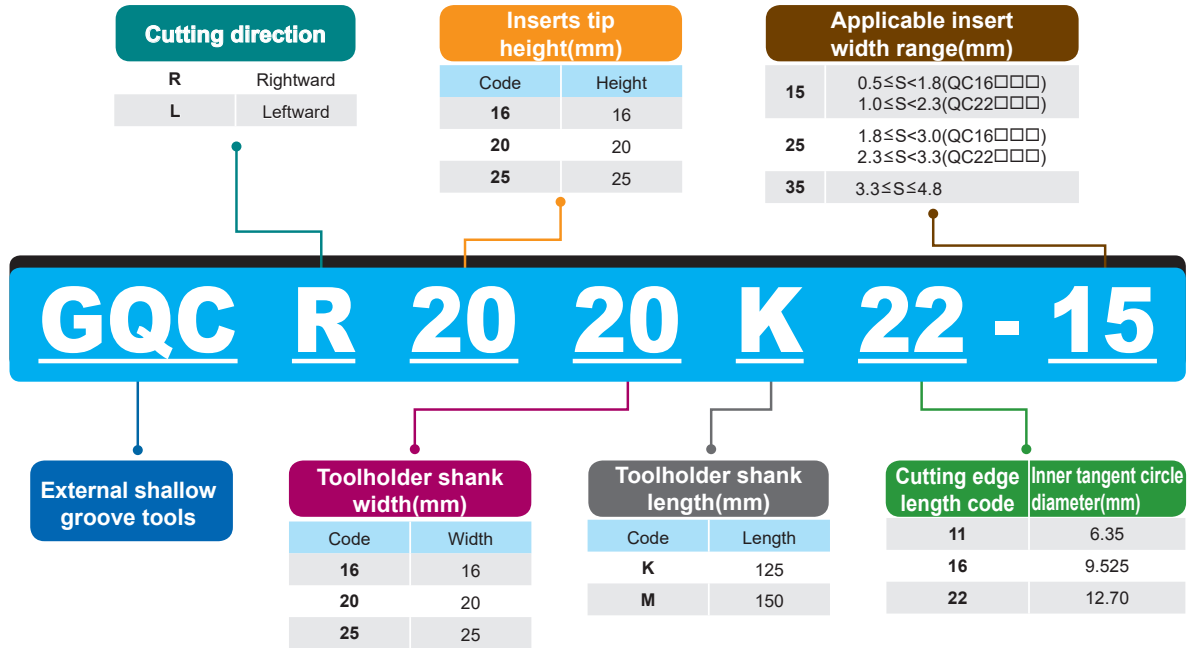 Cutting direction
R Rightward
L Leftward
Inserts tip
height(mm)
Code Height
16 16
20 20
25 25
Applicable insert
width range(mm)
15 0.5≤S<1.8(QC16□□□)
1.0≤S<2.3(QC22□□□)
25 1.8≤S<3.0(QC16□□□)
2.3≤S<3.3(QC22□□□)
35 3.3≤S≤4.8
GQC R 20 20 K 22 - 15
External shallow
groove tools
Toolholder shank
width(mm)
Code Width
16 16
20 20
25 25
Toolholder shank
length(mm)
Code Length
K 125
M 150
Cutting edge
length code
Inner tangent circle
diameter(mm)
11 6.35
16 9.525
22 12.70